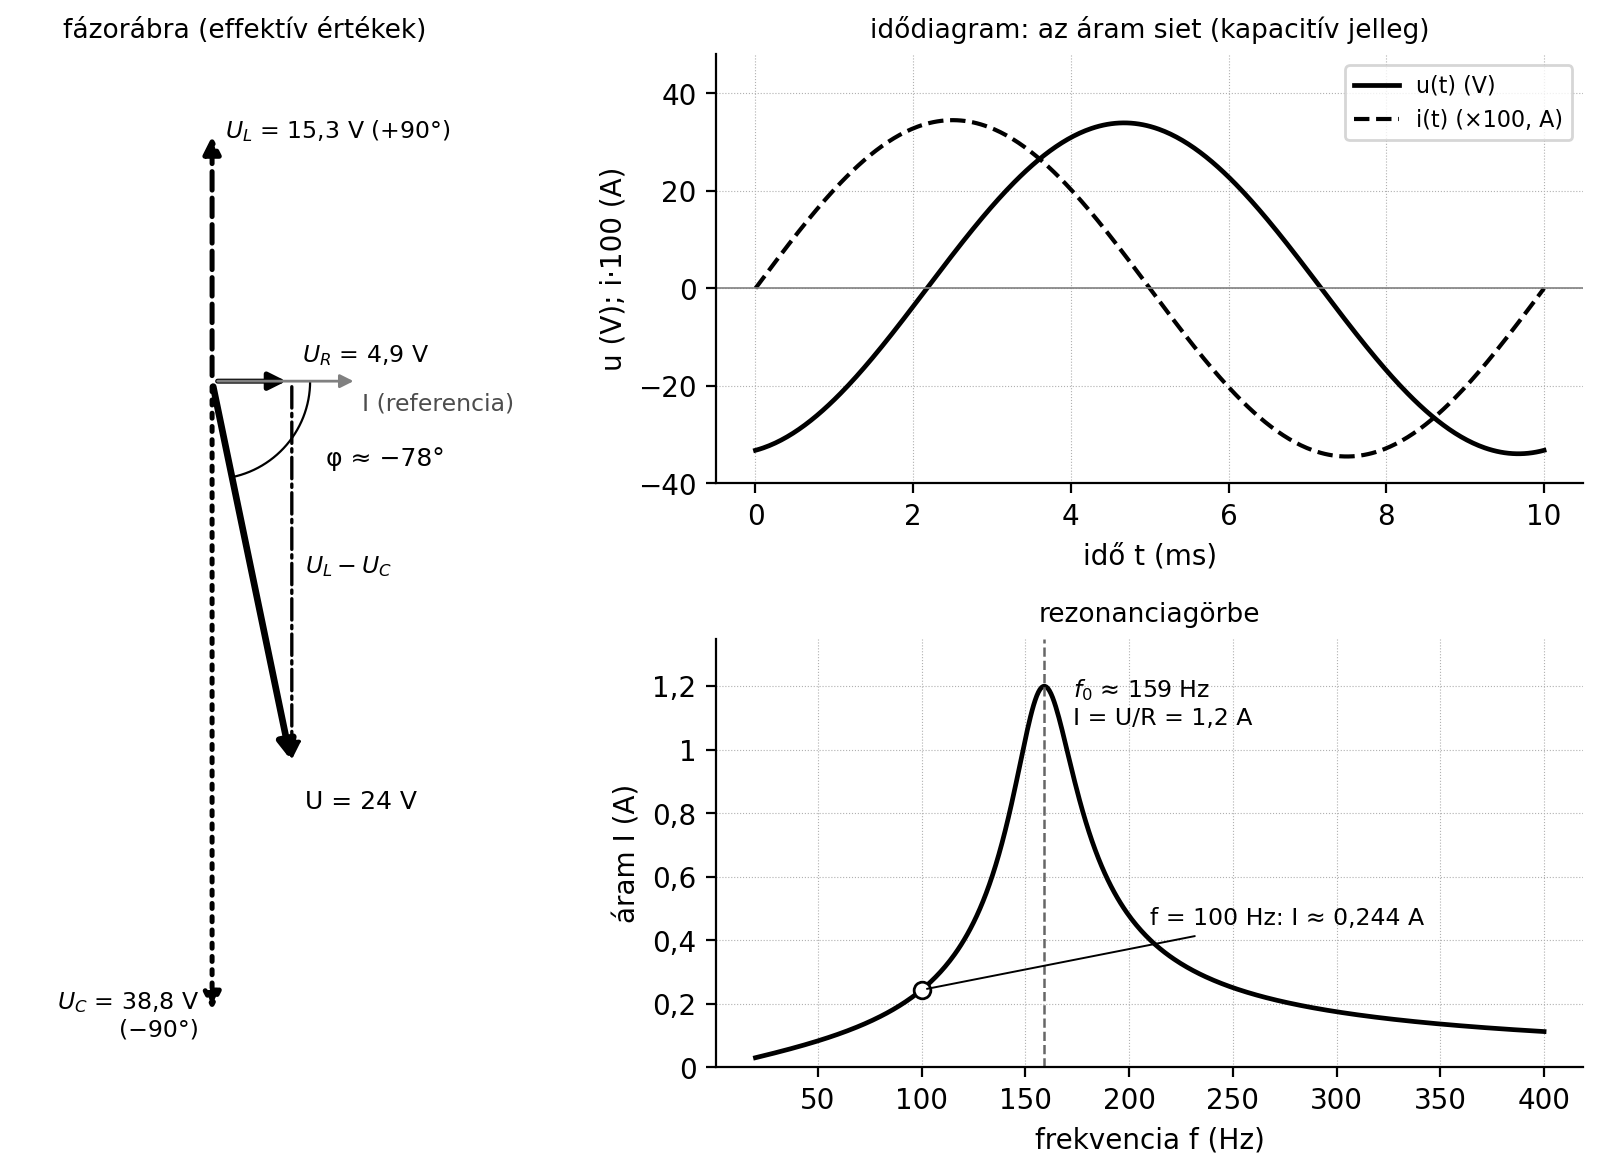 fázorábra (effektív értékek)
U_L = 15,3 V (+90°)
U_R = 4,9 V
I (referencia)
φ ≈ −78°
U_L − U_C
U = 24 V
U_C = 38,8 V
(−90°)
idődiagram: az áram siet (kapacitív jelleg)
u(t) (V)
i(t) (×100, A)
u (V); i·100 (A)
40
20
0
−20
−40
0 2 4 6 8 10
idő t (ms)
rezonanciagörbe
f₀ ≈ 159 Hz
I = U/R = 1,2 A
f = 100 Hz: I ≈ 0,244 A
áram I (A)
1,2
1
0,8
0,6
0,4
0,2
0
50 100 150 200 250 300 350 400
frekvencia f (Hz)